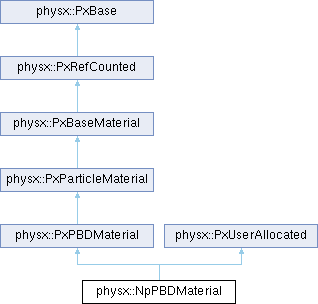 physx::PxBase
physx::PxRefCounted
physx::PxBaseMaterial
physx::PxParticleMaterial
physx::PxPBDMaterial
physx::PxUserAllocated
physx::NpPBDMaterial